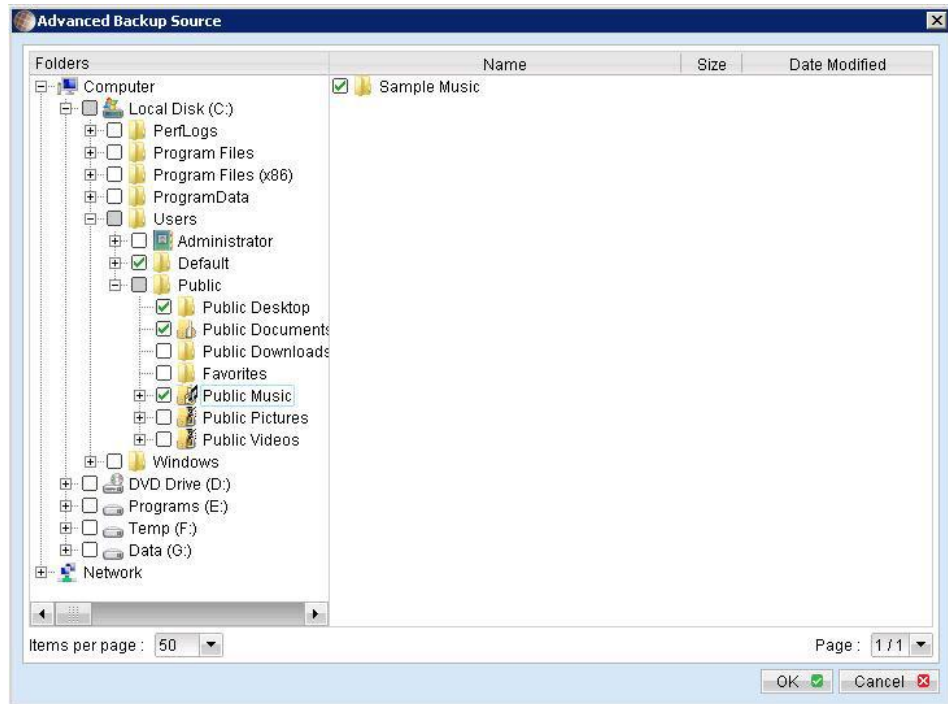 Advanced Backup Source
Folders Name Size Date Modified
Computer
Sample Music
Local Disk (C:)
PerfLogs
Program Files
Program Files (x86)
ProgramData
Users
Administrator
Default
Public
Public Desktop
Public Documents
Public Downloads
Favorites
Public Music
Public Pictures
Public Videos
Windows
DVD Drive (D:)
Programs (E:)
Temp (F:)
Data (G:)
Network
Items per page : 50
Page : 1 / 1
OK Cancel